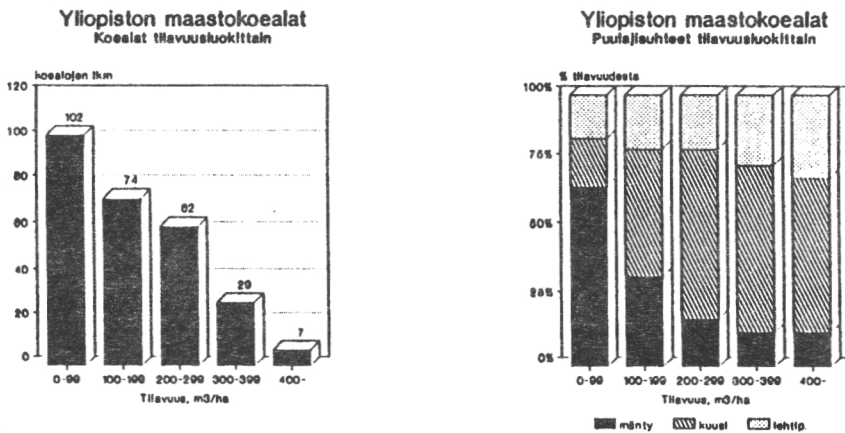 Yliopiston maastokoealat
Koealat tilavuusluokittain
koealojen lkm
120
100
80
60
40
20
0
102
74
62
29
7
0-99 100-199 200-299 300-399 400-
Tilavuus, m3/ha
Yliopiston maastokoealat
Puulajisuhteet tilavuusluokittain
% tilavuudesta
100%
75%
50%
25%
0%
0-99 100-199 200-299 300-399 400-
Tilavuus, m3/ha
mänty kuusi lehtip.